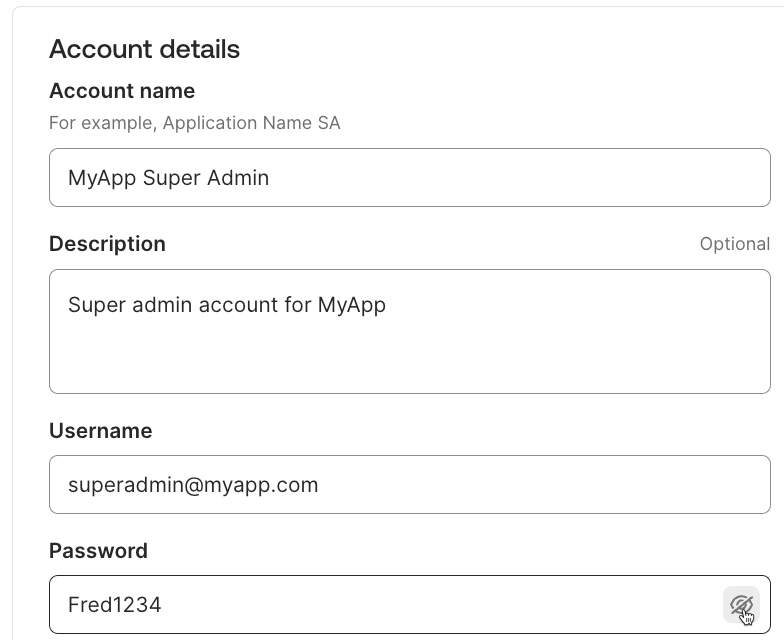 Account details
Account name
For example, Application Name SA
MyApp Super Admin
Description Optional
Super admin account for MyApp
Username
superadmin@myapp.com
Password
Fred1234